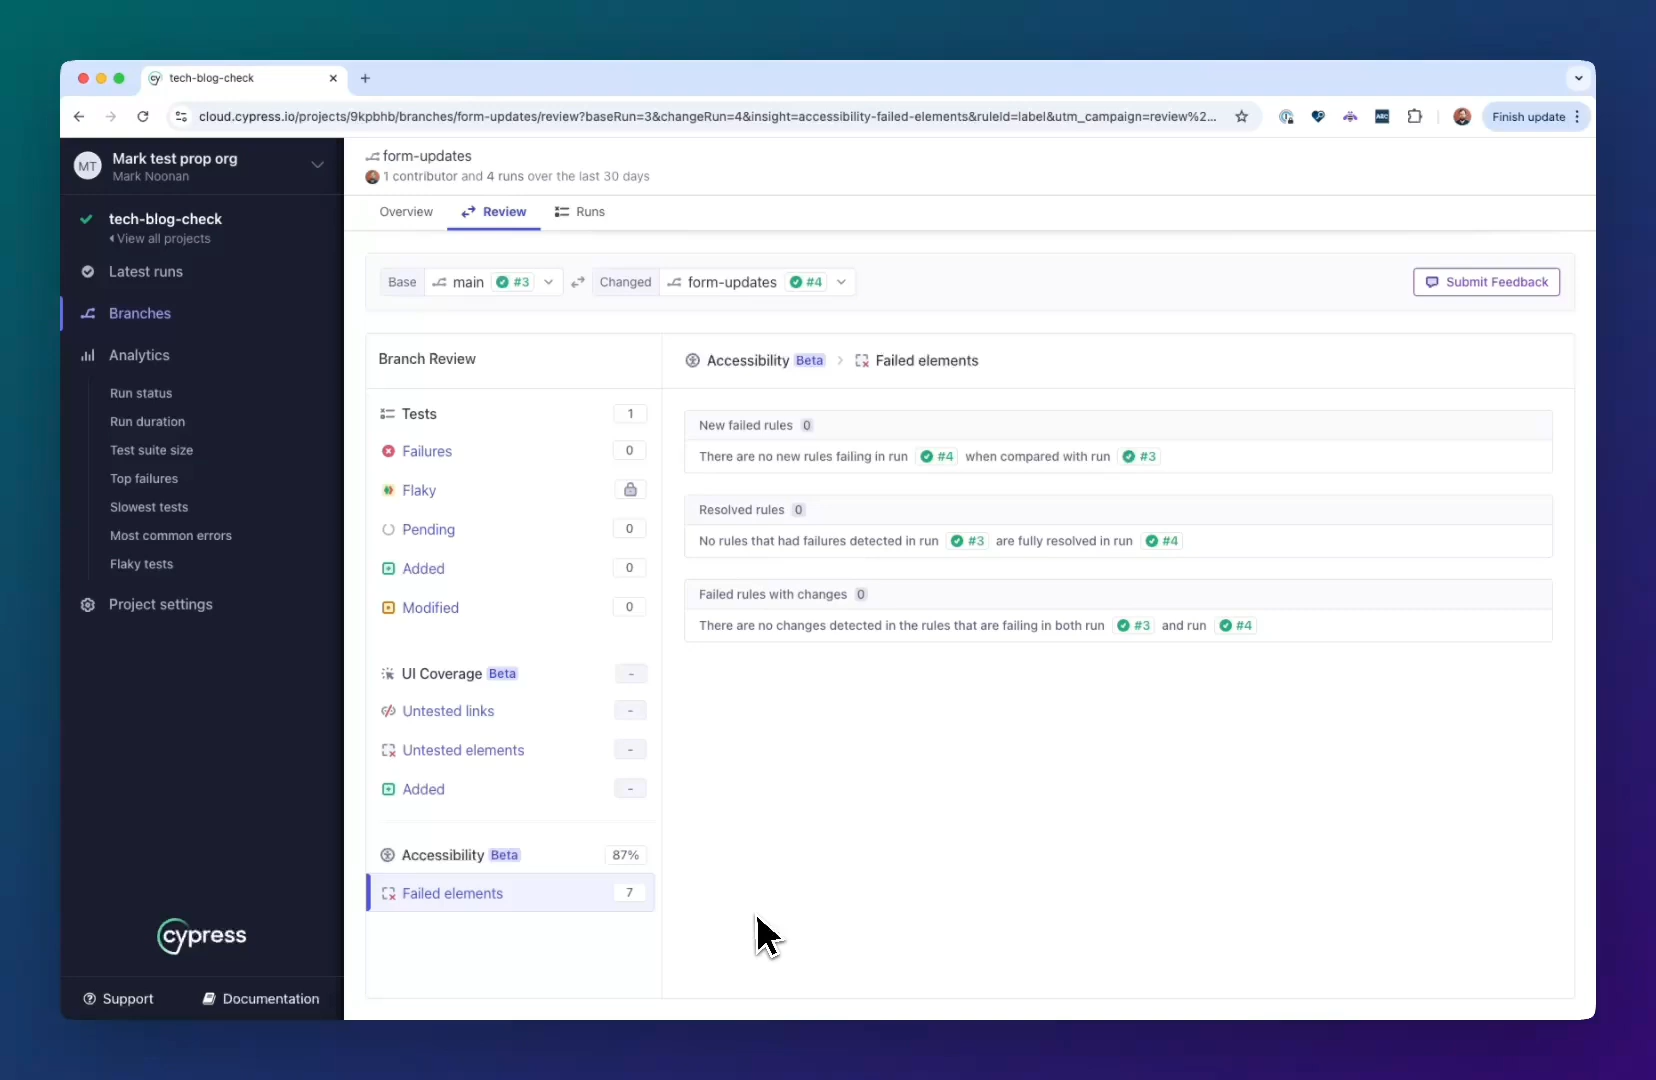 tech-blog-check
cloud.cypress.io/projects/9kpbhb/branches/form-updates/review?baseRun=3&changeRun=4&insight=accessibility-failed-elements&ruleId=label&utm_campaign=review%2...
ABC
Finish update
MT
Mark test prop org
Mark Noonan
tech-blog-check
View all projects
Latest runs
Branches
Analytics
Run status
Run duration
Test suite size
Top failures
Slowest tests
Most common errors
Flaky tests
Project settings
cypress
Support
Documentation
form-updates
1 contributor and 4 runs over the last 30 days
Overview
Review
Runs
Base
main
#3
Changed
form-updates
#4
Submit Feedback
Branch Review
Tests 1
Failures 0
Flaky
Pending 0
Added 0
Modified 0
UI Coverage Beta -
Untested links -
Untested elements -
Added -
Accessibility Beta 87%
Failed elements 7
Accessibility Beta
Failed elements
New failed rules 0
There are no new rules failing in run #4 when compared with run #3
Resolved rules 0
No rules that had failures detected in run #3 are fully resolved in run #4
Failed rules with changes 0
There are no changes detected in the rules that are failing in both run #3 and run #4